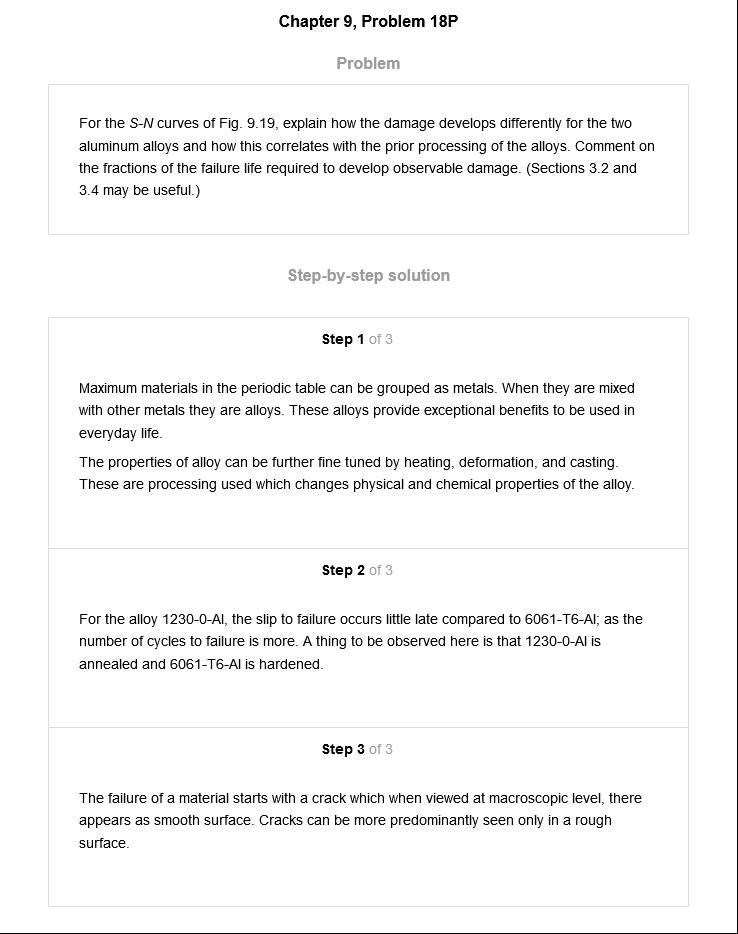 Chapter 9, Problem 18P
Problem
For the S-N curves of Fig. 9.19, explain how the damage develops differently for the two
aluminum alloys and how this correlates with the prior processing of the alloys. Comment on
the fractions of the failure life required to develop observable damage. (Sections 3.2 and
3.4 may be useful.)
Step-by-step solution
Step 1 of 3
Maximum materials in the periodic table can be grouped as metals. When they are mixed
with other metals they are alloys. These alloys provide exceptional benefits to be used in
everyday life.
The properties of alloy can be further fine tuned by heating, deformation, and casting.
These are processing used which changes physical and chemical properties of the alloy.
Step 2 of 3
For the alloy 1230-0-Al, the slip to failure occurs little late compared to 6061-T6-Al; as the
number of cycles to failure is more. A thing to be observed here is that 1230-0-Al is
annealed and 6061-T6-Al is hardened.
Step 3 of 3
The failure of a material starts with a crack which when viewed at macroscopic level, there
appears as smooth surface. Cracks can be more predominantly seen only in a rough
surface.